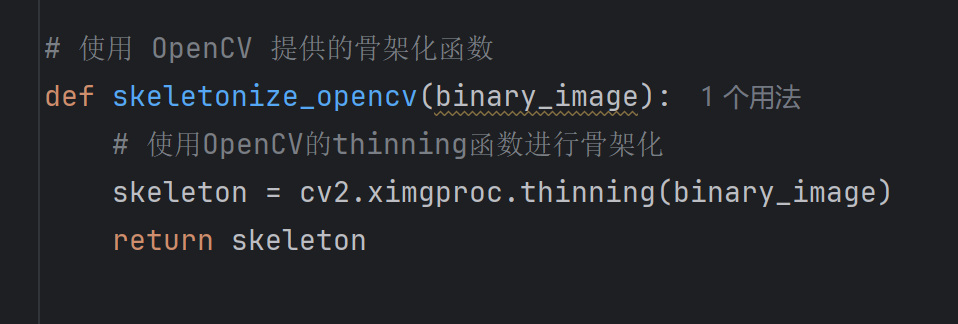 # 使用 OpenCV 提供的骨架化函数
def skeletonize_opencv(binary_image): 1 个用法
# 使用OpenCV的thinning函数进行骨架化
skeleton = cv2.ximgproc.thinning(binary_image)
return skeleton